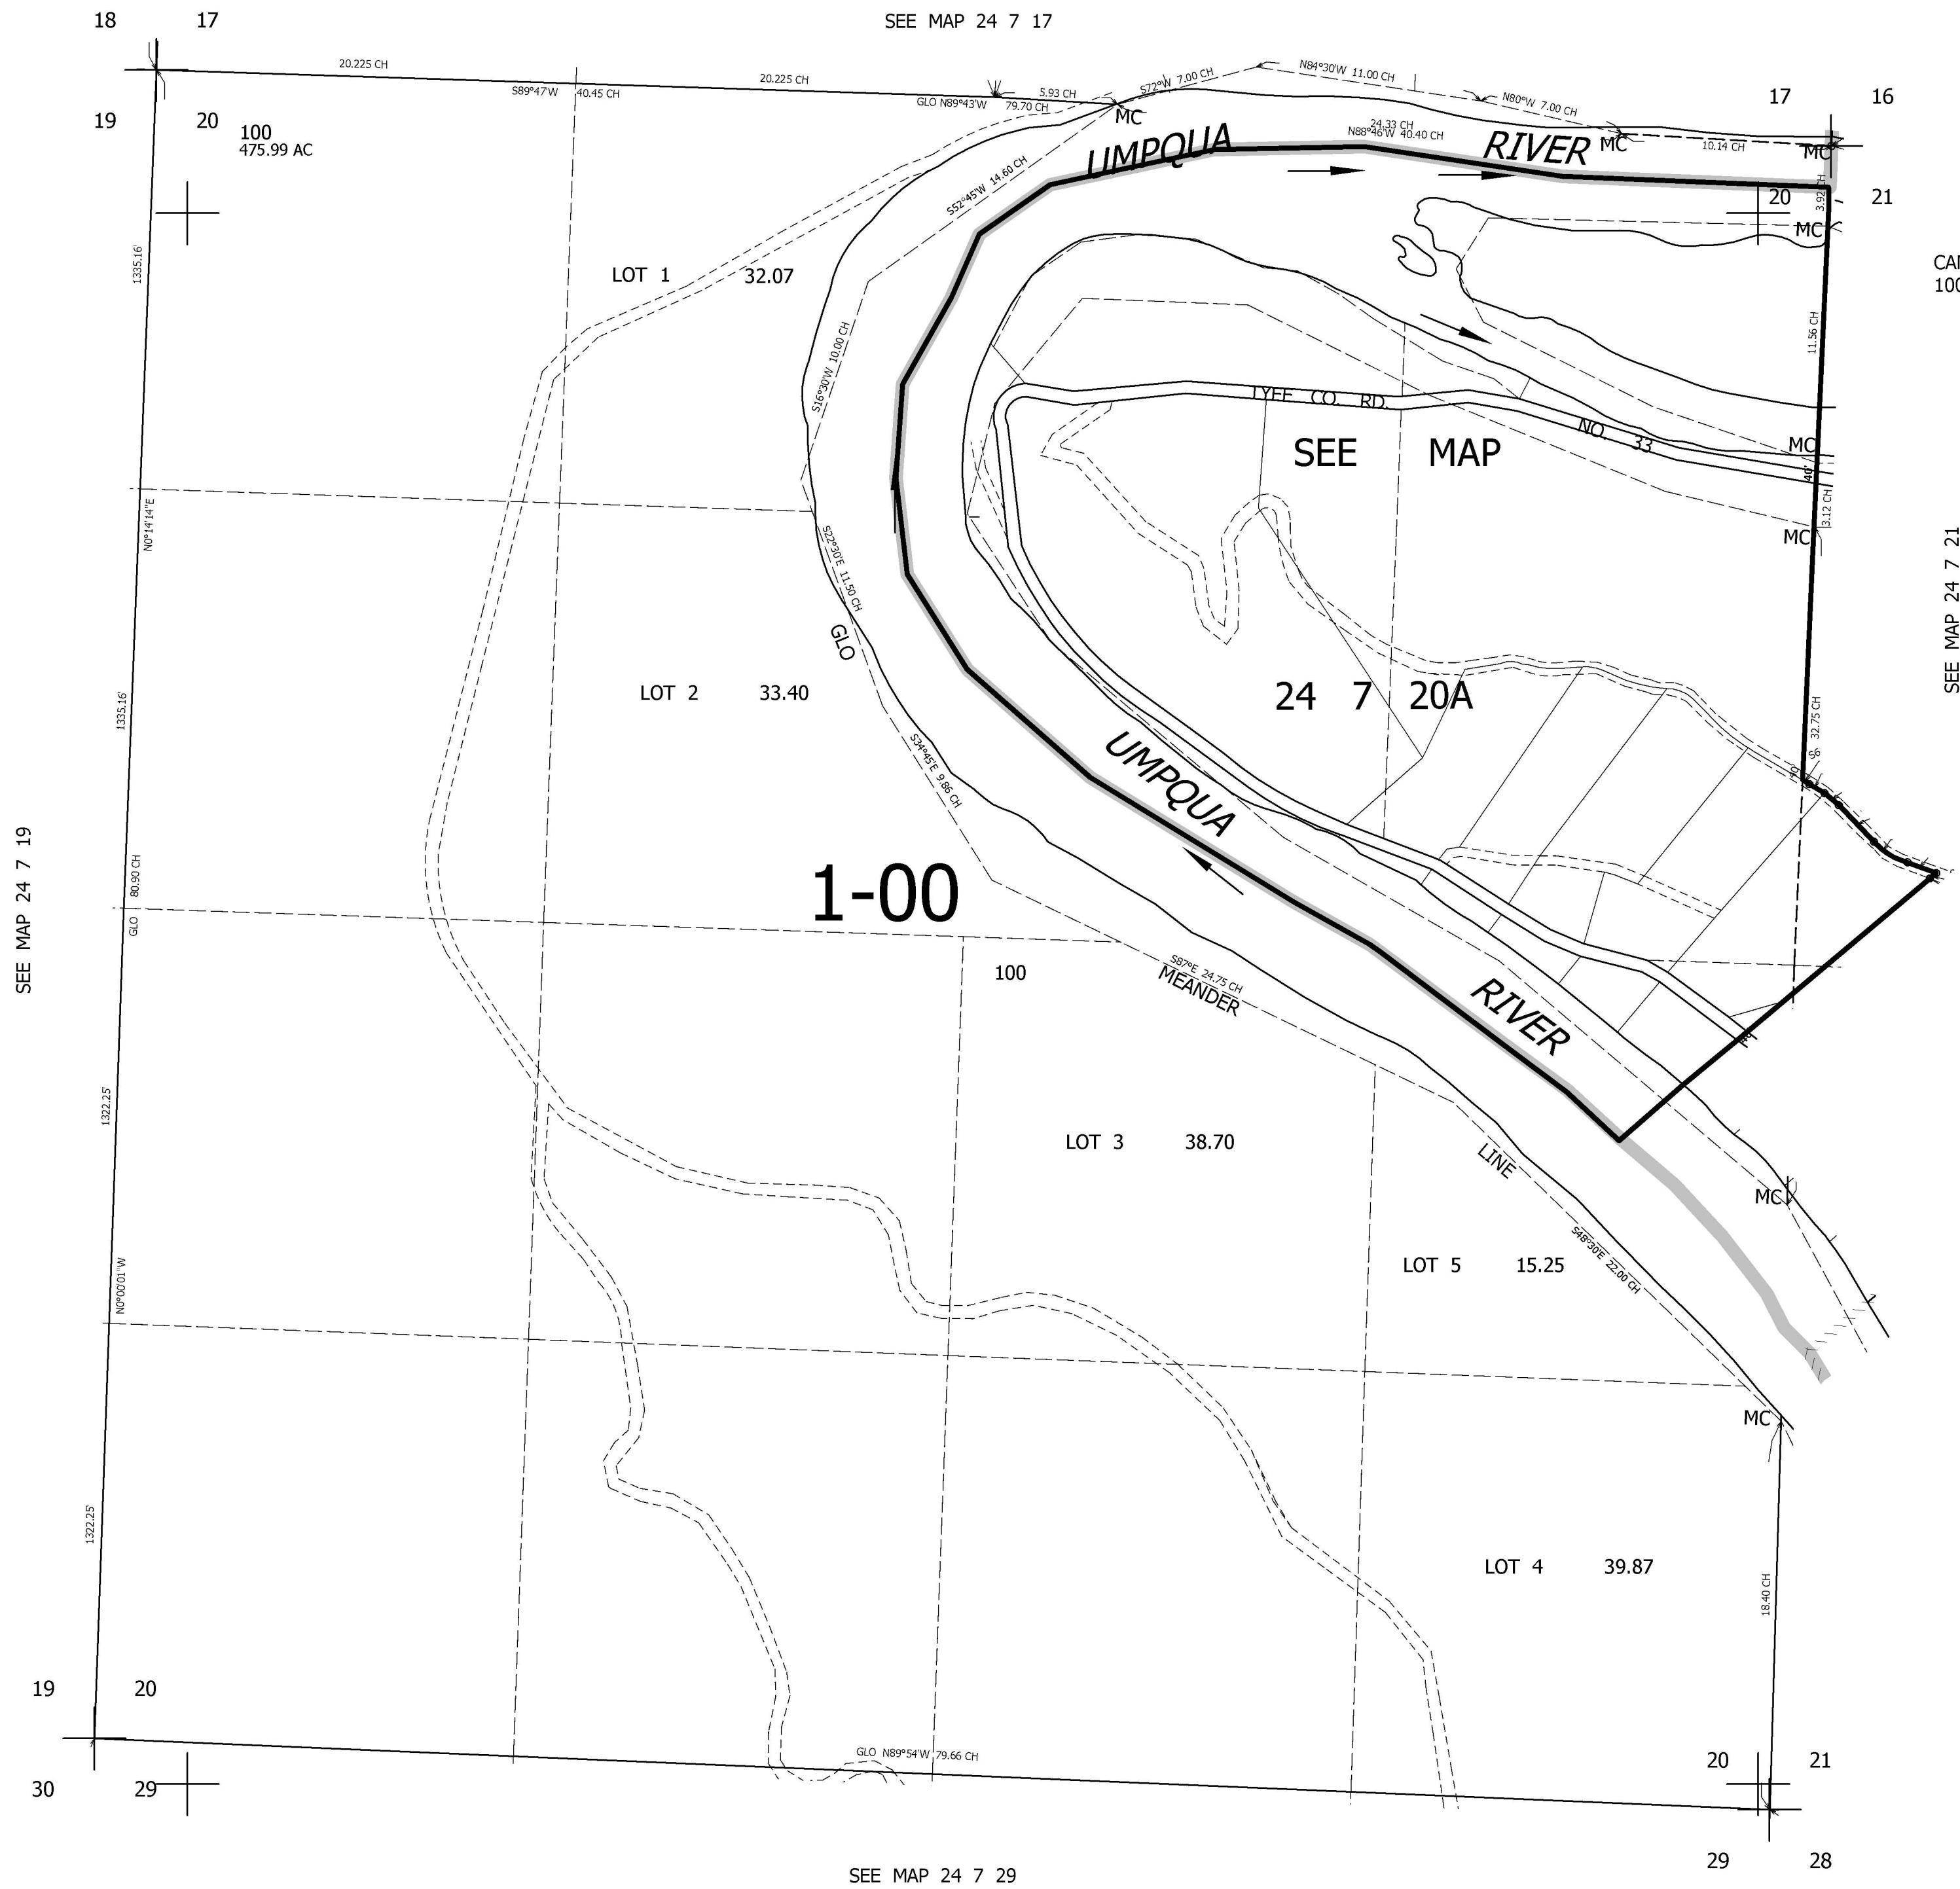 18 17
SEE MAP 24 7 17
20.225 CH
20.225 CH
S89°47'W 40.45 CH
5.93 CH
GLO N89°43'W 79.70 CH
S72°W 7.00 CH
N84°30'W 11.00 CH
N80°W 7.00 CH
17 16
19 20
100
475.99 AC
MC
UMPQUA
24.33 CH
N88°46'W 40.40 CH
RIVER
MC
10.14 CH
MC
S52°45'W 14.60 CH
3.92 CH
20 21
MC
1335.16'
LOT 1 32.07
CAN
100
11.56 CH
S16°30'W 10.00 CH
TYEE CO. RD. NO. 33
SEE MAP
MC
40'
3.12 CH
MC
N0°14'14"E
S22°30'E 11.50 CH
GLO
SEE MAP 24 7 21
LOT 2 33.40
24 7 20A
1335.16'
32.75 CH
S6
40'
S34°45'E 9.86 CH
UMPQUA
SEE MAP 24 7 19
GLO 80.90 CH
1-00
100
S87°E 24.75 CH
MEANDER
RIVER
1322.25'
LOT 3 38.70
LINE
MC
S48°30'E 22.00 CH
LOT 5 15.25
N0°00'01"W
MC
1322.25'
LOT 4 39.87
18.40 CH
19 20
GLO N89°54'W 79.66 CH
20 21
30 29
29 28
SEE MAP 24 7 29